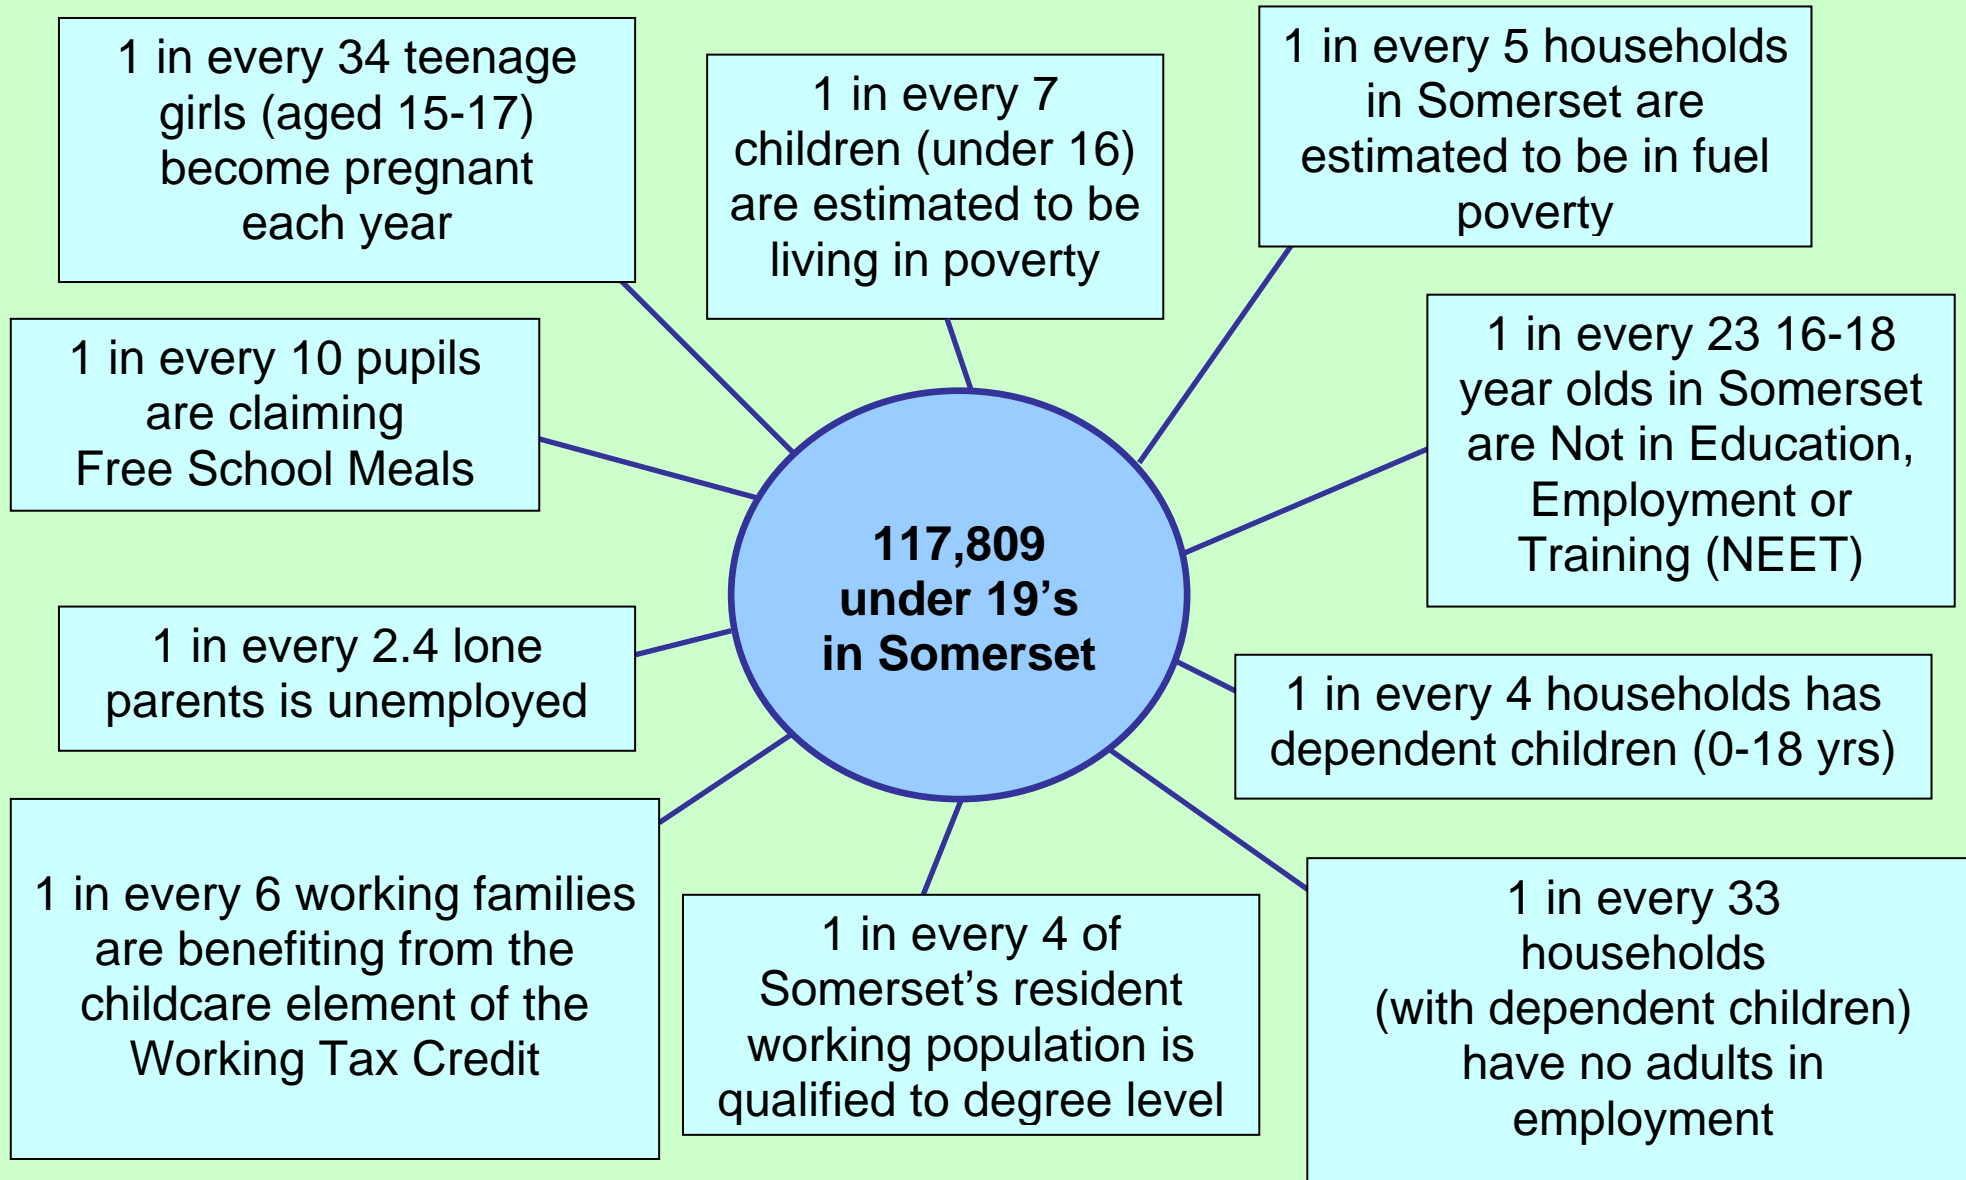 1 in every 34 teenage
girls (aged 15-17)
become pregnant
each year
1 in every 7
children (under 16)
are estimated to be
living in poverty
1 in every 5 households
in Somerset are
estimated to be in fuel
poverty
1 in every 10 pupils
are claiming
Free School Meals
1 in every 23 16-18
year olds in Somerset
are Not in Education,
Employment or
Training (NEET)
117,809
under 19’s
in Somerset
1 in every 2.4 lone
parents is unemployed
1 in every 4 households has
dependent children (0-18 yrs)
1 in every 6 working families
are benefiting from the
childcare element of the
Working Tax Credit
1 in every 4 of
Somerset’s resident
working population is
qualified to degree level
1 in every 33
households
(with dependent children)
have no adults in
employment